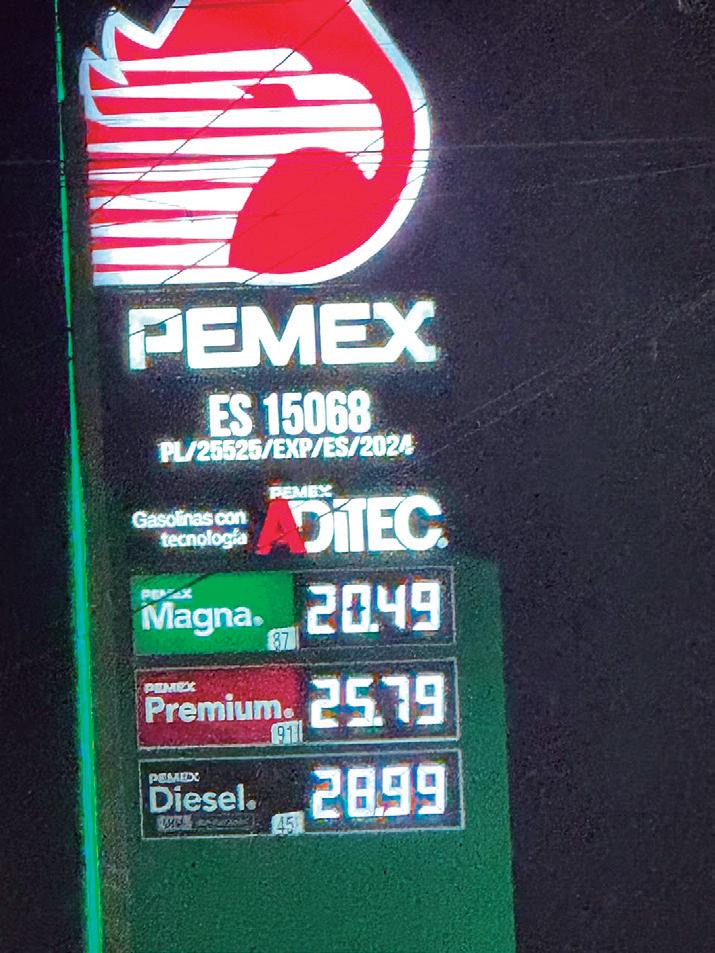 PEMEX
ES 15068
PL/25525/EXP/ES/2024
Gasolinas con
tecnología
PEMEX
ADITEC®
PEMEX
Magna®
87
20.49
PEMEX
Premium®
91
25.79
PEMEX
Diesel®
45
28.99